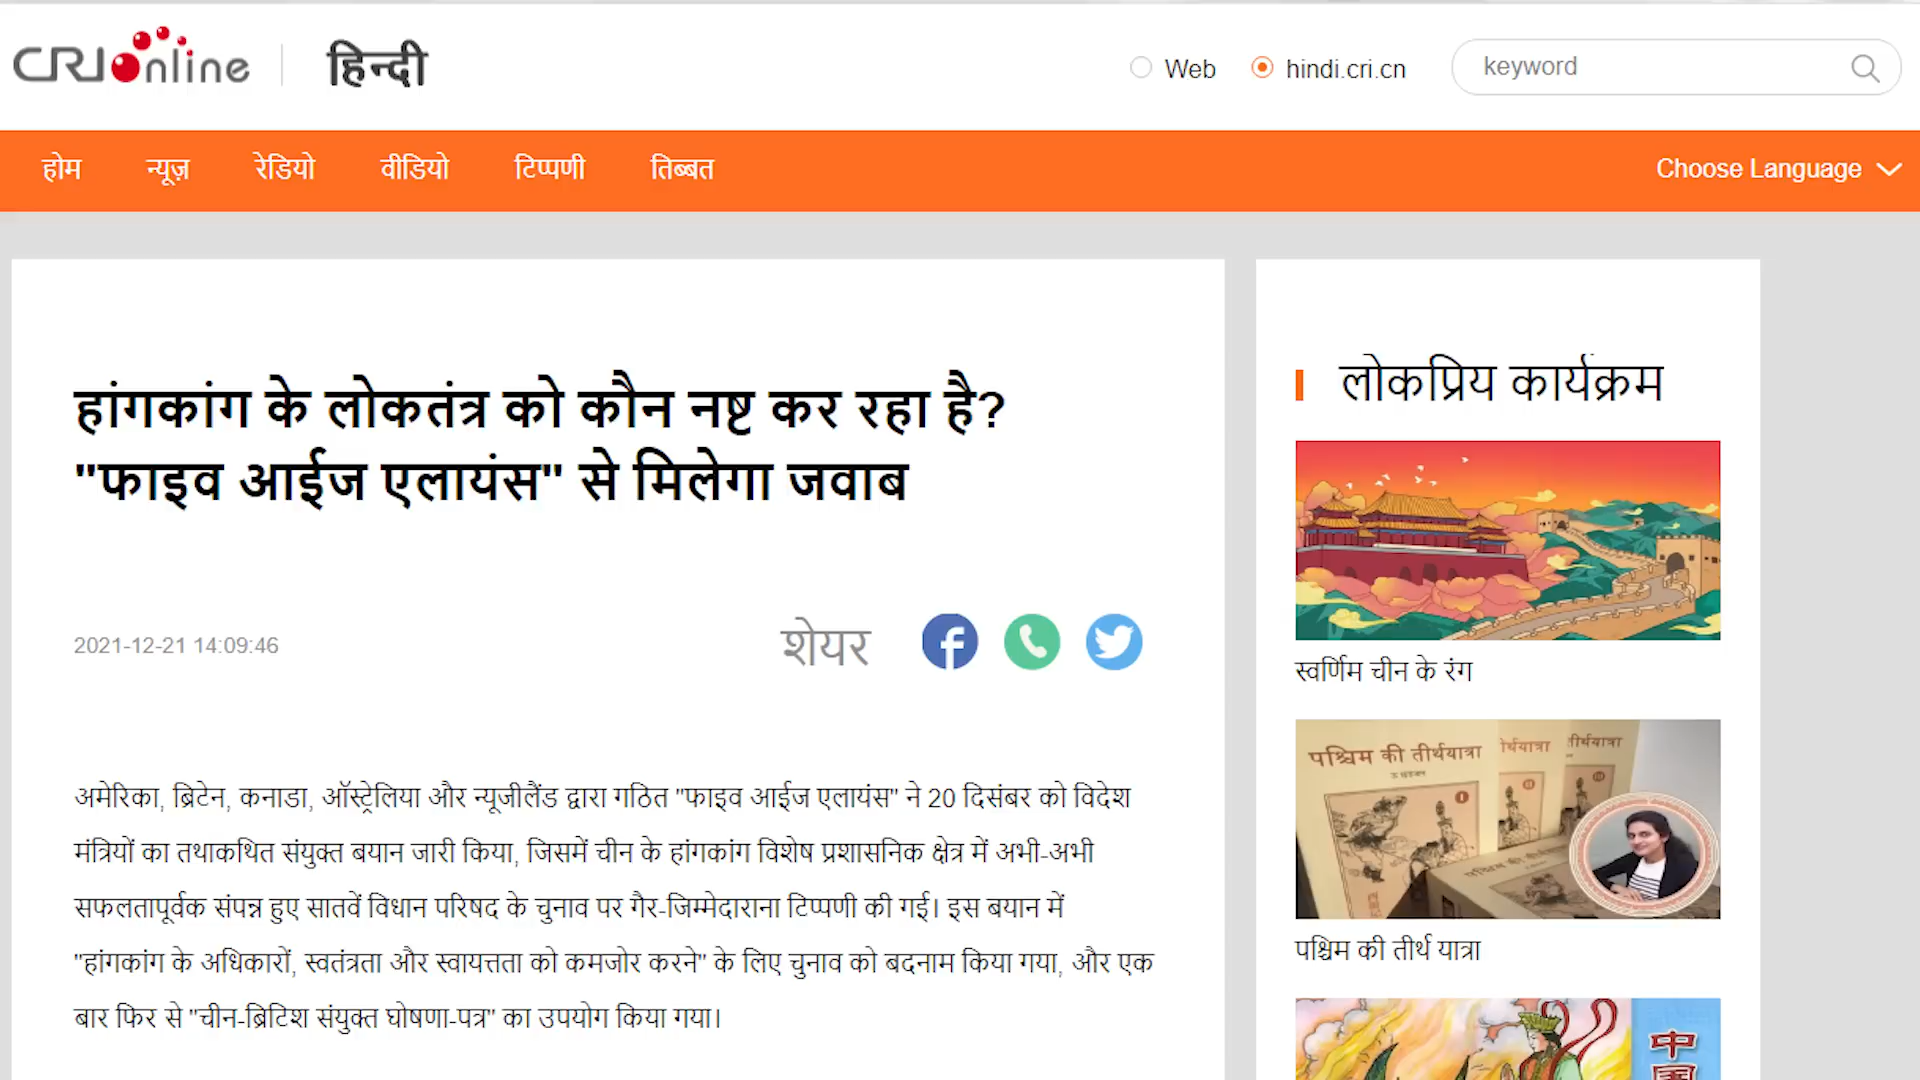 CRIOnline
हिन्दी
Web
hindi.cri.cn
keyword
होम
न्यूज़
रेडियो
वीडियो
टिप्पणी
तिब्बत
Choose Language
हांगकांग के लोकतंत्र को कौन नष्ट कर रहा है?
"फाइव आईज एलायंस" से मिलेगा जवाब
2021-12-21 14:09:46
शेयर
अमेरिका, ब्रिटेन, कनाडा, ऑस्ट्रेलिया और न्यूजीलैंड द्वारा गठित "फाइव आईज एलायंस" ने 20 दिसंबर को विदेश
मंत्रियों का तथाकथित संयुक्त बयान जारी किया, जिसमें चीन के हांगकांग विशेष प्रशासनिक क्षेत्र में अभी-अभी
सफलतापूर्वक संपन्न हुए सातवें विधान परिषद के चुनाव पर गैर-जिम्मेदाराना टिप्पणी की गई। इस बयान में
"हांगकांग के अधिकारों, स्वतंत्रता और स्वायत्तता को कमजोर करने" के लिए चुनाव को बदनाम किया गया, और एक
बार फिर से "चीन-ब्रिटिश संयुक्त घोषणा-पत्र" का उपयोग किया गया।
लोकप्रिय कार्यक्रम
स्वर्णिम चीन के रंग
पश्चिम की तीर्थयात्रा
पश्चिम की तीर्थ यात्रा
中
国